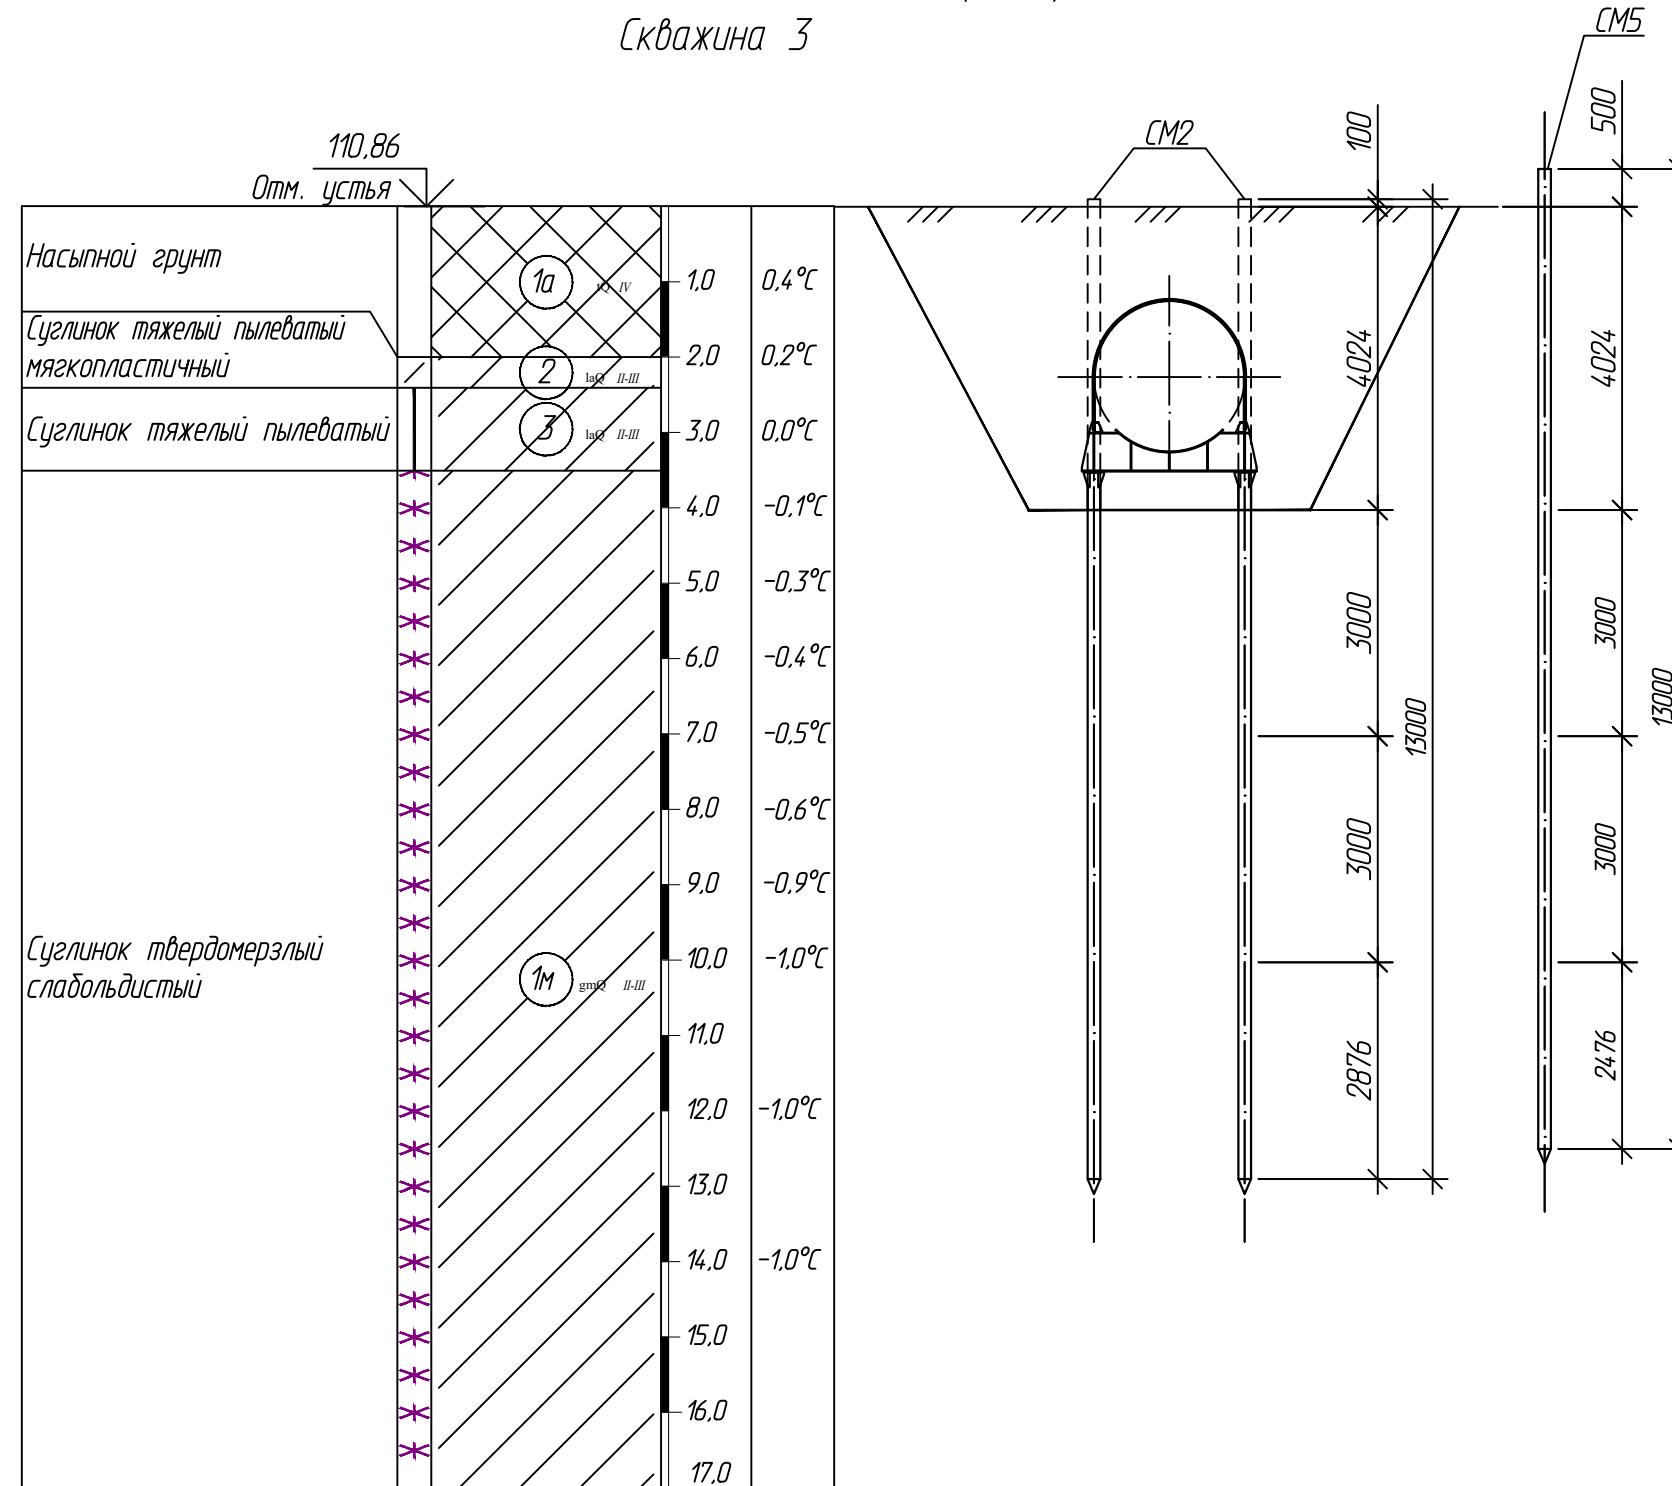 Скважина 3
СМ5
110,86
Отм. устья
Насыпной грунт
Суглинок тяжелый пылеватый
мягкопластичный
Суглинок тяжелый пылеватый
Суглинок твердомерзлый
слабольдистый
1а
IV
2
laQ II-III
3
laQ II-III
1м
gmQ II-III
1,0 0,4°С
2,0 0,2°С
3,0 0,0°С
4,0 -0,1°С
5,0 -0,3°С
6,0 -0,4°С
7,0 -0,5°С
8,0 -0,6°С
9,0 -0,9°С
10,0 -1,0°С
11,0
12,0 -1,0°С
13,0
14,0 -1,0°С
15,0
16,0
17,0
СМ2
100
4024
3000
3000
2876
13000
500
4024
3000
3000
2476
13000